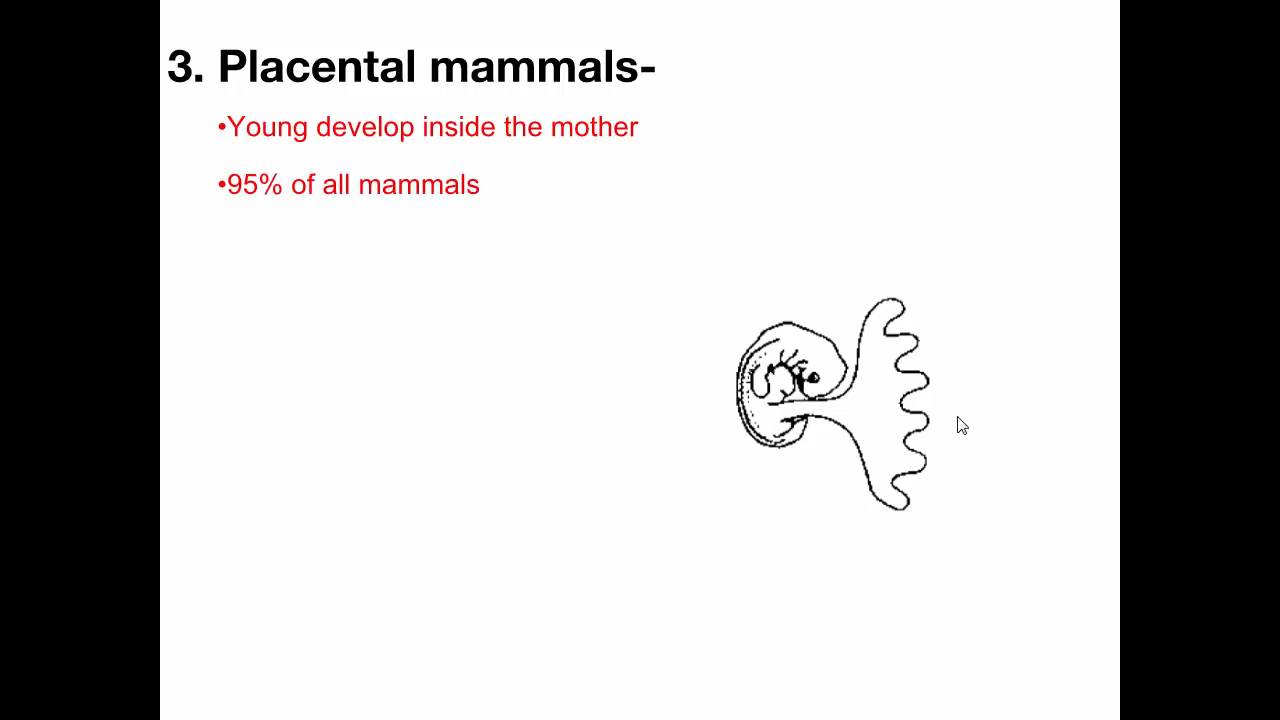 3. Placental mammals-
•Young develop inside the mother
•95% of all mammals